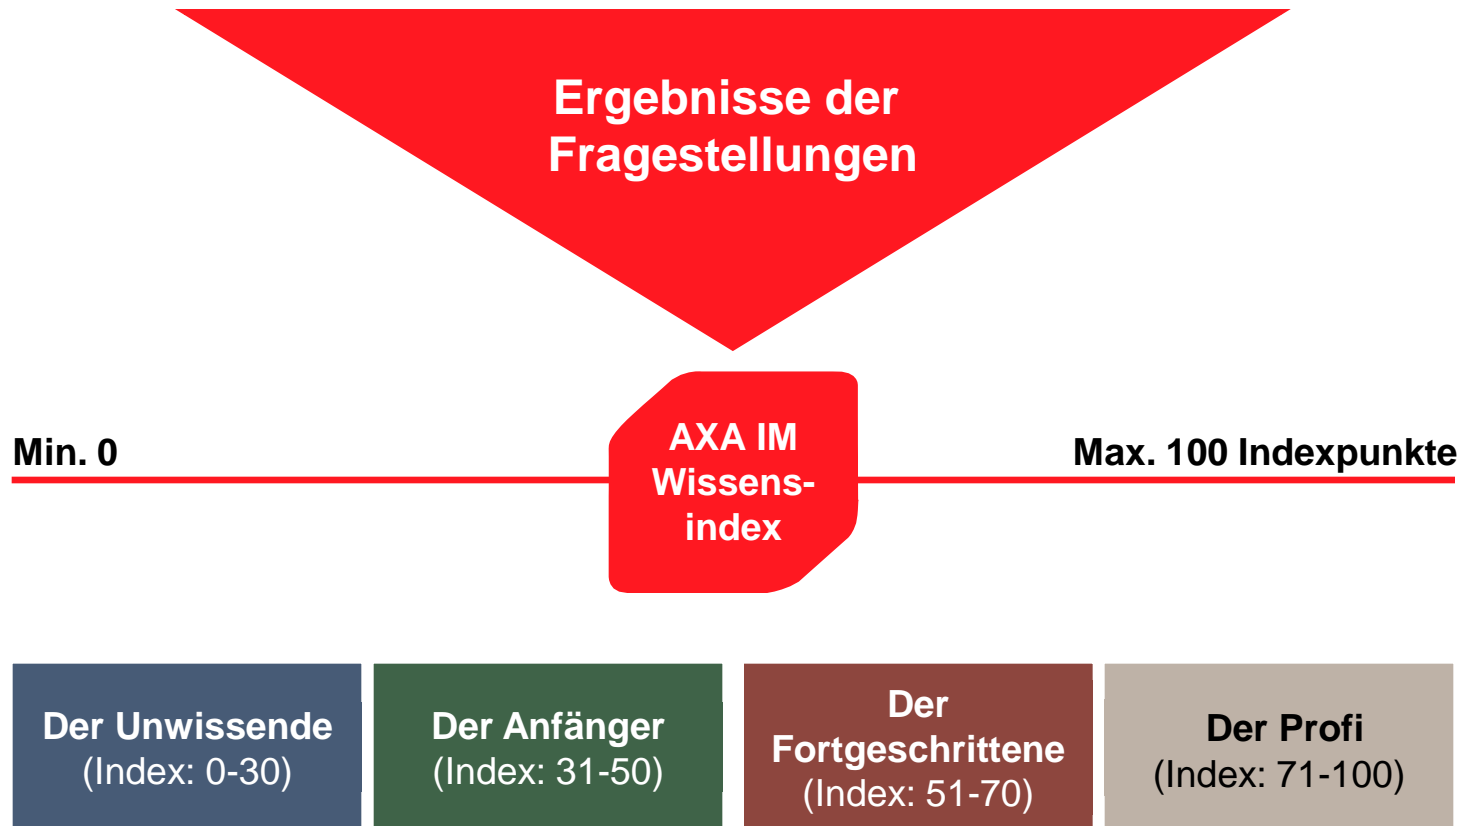 Ergebnisse der
Fragestellungen
AXA IM
Wissens-
index
Min. 0
Max. 100 Indexpunkte
Der Unwissende
(Index: 0-30)
Der Anfänger
(Index: 31-50)
Der
Fortgeschrittene
(Index: 51-70)
Der Profi
(Index: 71-100)